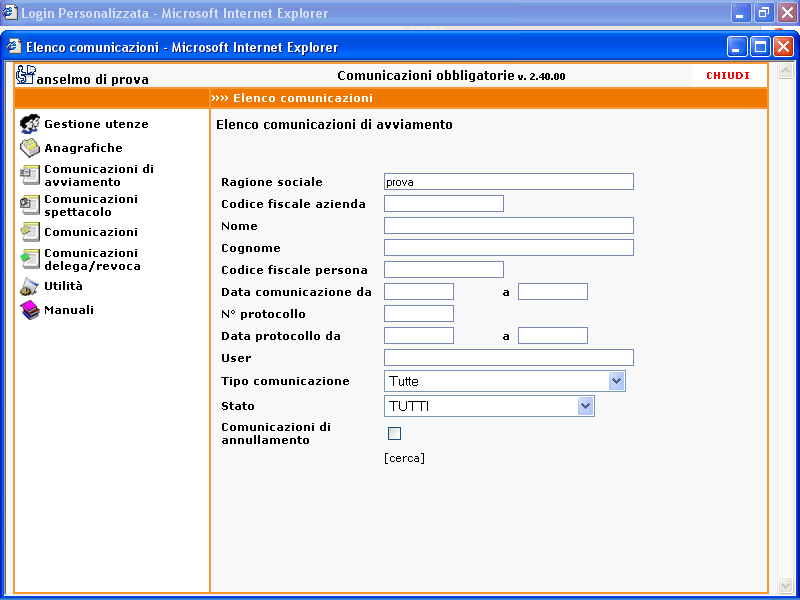 Login Personalizzata - Microsoft Internet Explorer
Elenco comunicazioni - Microsoft Internet Explorer
anselmo di prova
Comunicazioni obbligatorie v. 2.40.00
CHIUDI
»»» Elenco comunicazioni
Gestione utenze
Anagrafiche
Comunicazioni di
avviamento
Comunicazioni
spettacolo
Comunicazioni
Comunicazioni
delega/revoca
Utilità
Manuali
Elenco comunicazioni di avviamento
Ragione sociale prova
Codice fiscale azienda
Nome
Cognome
Codice fiscale persona
Data comunicazione da a
N° protocollo
Data protocollo da a
User
Tipo comunicazione Tutte
Stato TUTTI
Comunicazioni di
annullamento
[cerca]